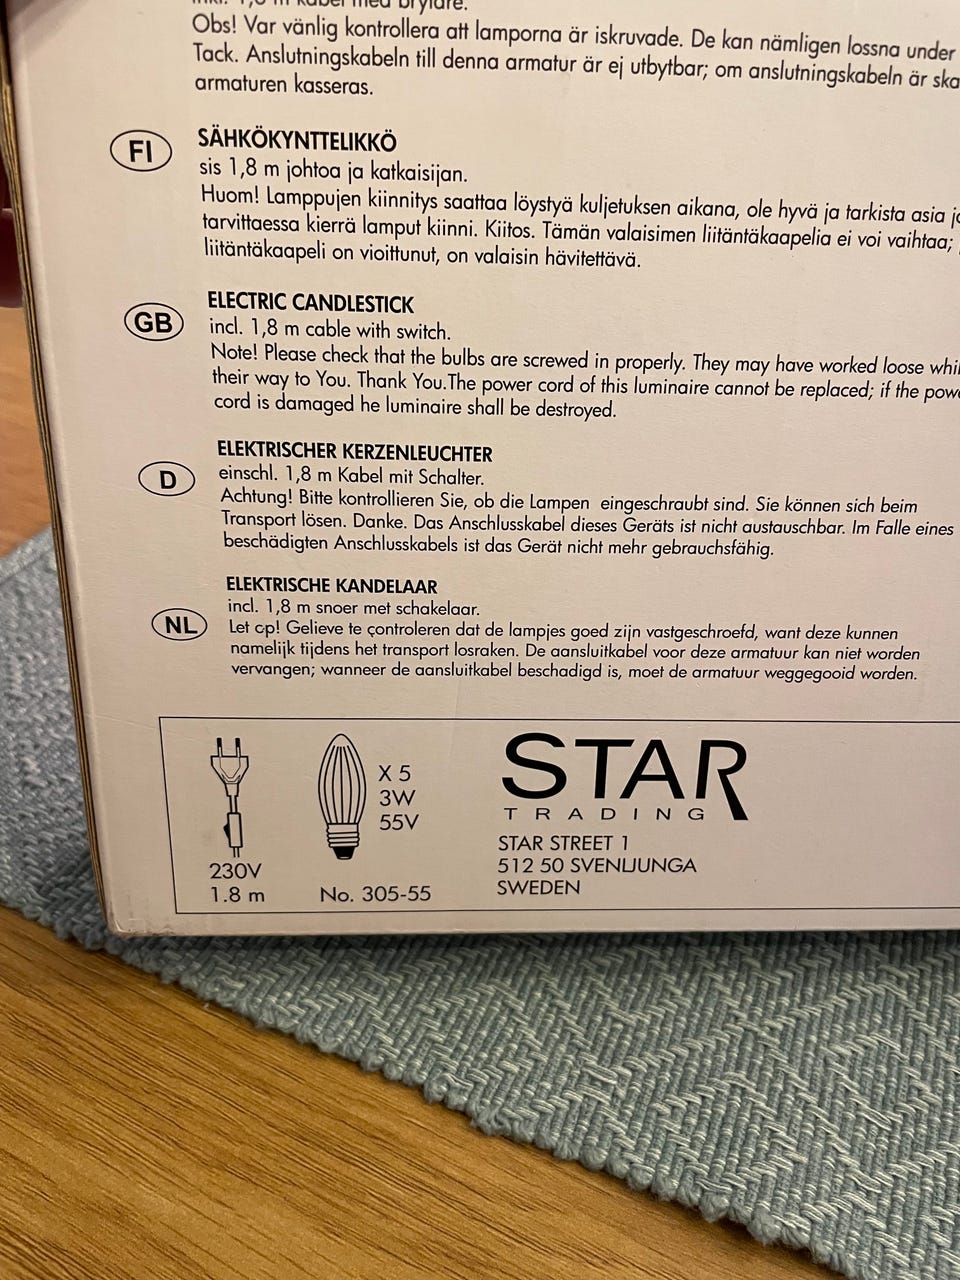 inkl. 1,8 m kabel med brytare.
Obs! Var vänlig kontrollera att lamporna är iskruvade. De kan nämligen lossna under
Tack. Anslutningskabeln till denna armatur är ej utbytbar; om anslutningskabeln är ska
armaturen kasseras.
FI
SÄHKÖKYNTTELIKKÖ
sis 1,8 m johtoa ja katkaisijan.
Huom! Lamppujen kiinnitys saattaa löystyä kuljetuksen aikana, ole hyvä ja tarkista asia ja
tarvittaessa kierrä lamput kiinni. Kiitos. Tämän valaisimen liitäntäkaapelia ei voi vaihtaa;
liitäntäkaapeli on vioittunut, on valaisin hävitettävä.
GB
ELECTRIC CANDLESTICK
incl. 1,8 m cable with switch.
Note! Please check that the bulbs are screwed in properly. They may have worked loose whil
their way to You. Thank You.The power cord of this luminaire cannot be replaced; if the powe
cord is damaged he luminaire shall be destroyed.
D
ELEKTRISCHER KERZENLEUCHTER
einschl. 1,8 m Kabel mit Schalter.
Achtung! Bitte kontrollieren Sie, ob die Lampen eingeschraubt sind. Sie können sich beim
Transport lösen. Danke. Das Anschlusskabel dieses Geräts ist nicht austauschbar. Im Falle eines
beschädigten Anschlusskabels ist das Gerät nicht mehr gebrauchsfähig.
NL
ELEKTRISCHE KANDELAAR
incl. 1,8 m snoer met schakelaar.
Let op! Gelieve te controleren dat de lampjes goed zijn vastgeschroefd, want deze kunnen
namelijk tijdens het transport losraken. De aansluitkabel voor deze armatuur kan niet worden
vervangen; wanneer de aansluitkabel beschadigd is, moet de armatuur weggegooid worden.
230V
1.8 m
X 5
3W
55V
No. 305-55
STAR
TRADING
STAR STREET 1
512 50 SVENLJUNGA
SWEDEN